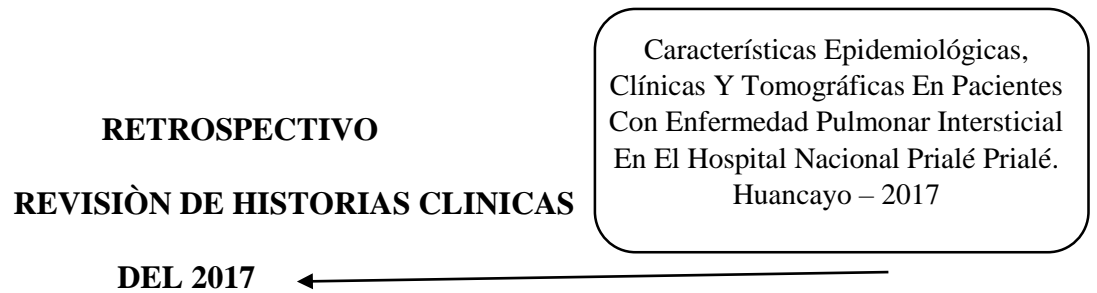 Características Epidemiológicas,
Clínicas Y Tomográficas En Pacientes
Con Enfermedad Pulmonar Intersticial
En El Hospital Nacional Prialé Prialé.
Huancayo – 2017
RETROSPECTIVO
REVISIÒN DE HISTORIAS CLINICAS
DEL 2017